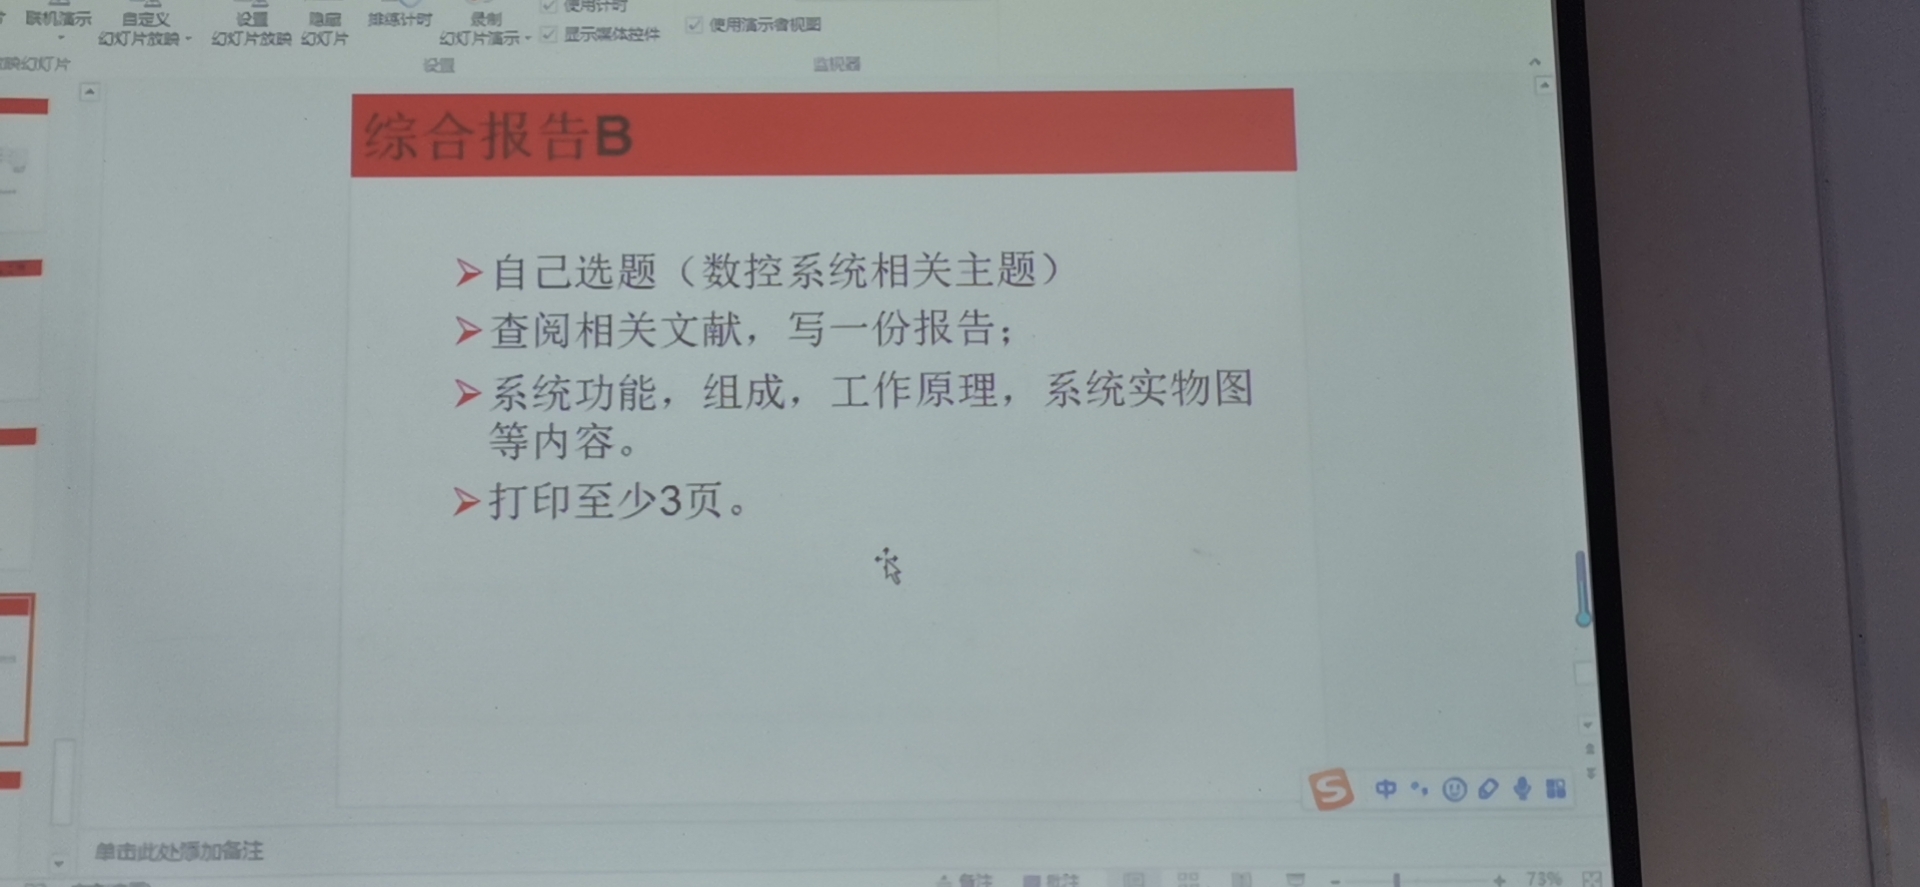 联机演示
自定义
幻灯片放映
设置
幻灯片放映
隐藏
幻灯片
排练计时
录制
幻灯片演示
使用计时
显示媒体控件
使用演示者视图
幻灯片
设置
监视器
综合报告B
自己选题（数控系统相关主题）
查阅相关文献，写一份报告；
系统功能，组成，工作原理，系统实物图
等内容。
打印至少3页。
S 中
单击此处添加备注
备注 批注 73%